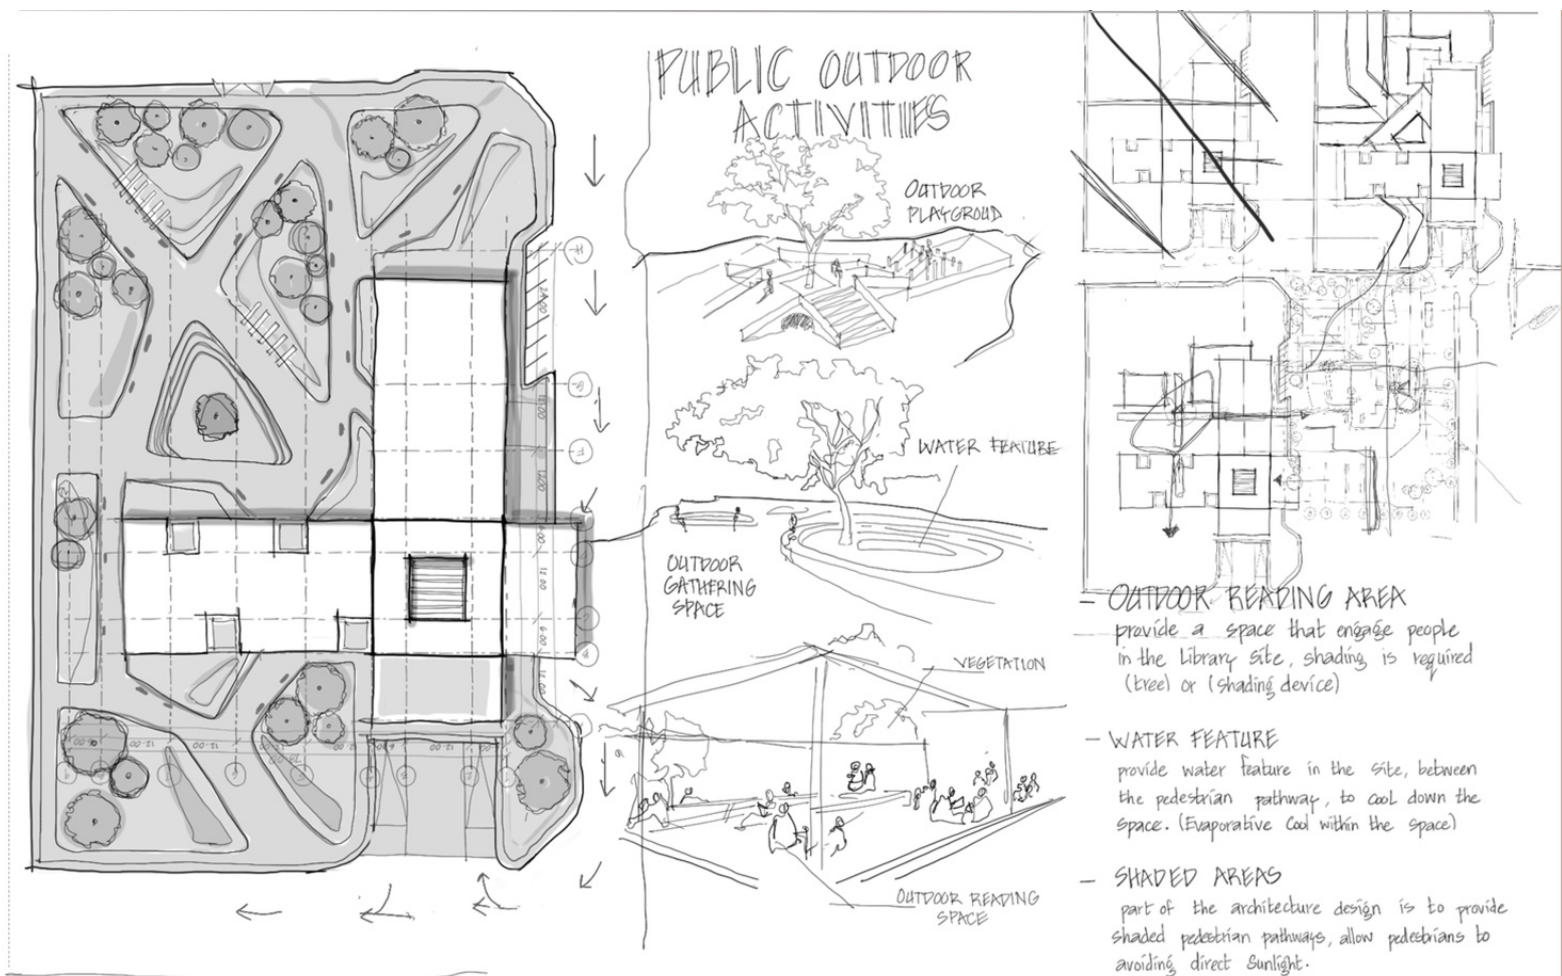 PUBLIC OUTDOOR
ACTIVITIES
OUTDOOR
PLAYGROUD
WATER FEATURE
OUTDOOR
GATHERING
SPACE
VEGETATION
OUTDOOR READING
SPACE
- OUTDOOR READING AREA
provide a space that engage people
in the Library Site, shading is required
(tree) or (shading device)
- WATER FEATURE
provide water feature in the site, between
the pedestrian pathway, to cool down the
space. (Evaporative Cool within the space)
- SHADED AREAS
part of the architecture design is to provide
shaded pedestrian pathways, allow pedestrians to
avoiding direct sunlight.